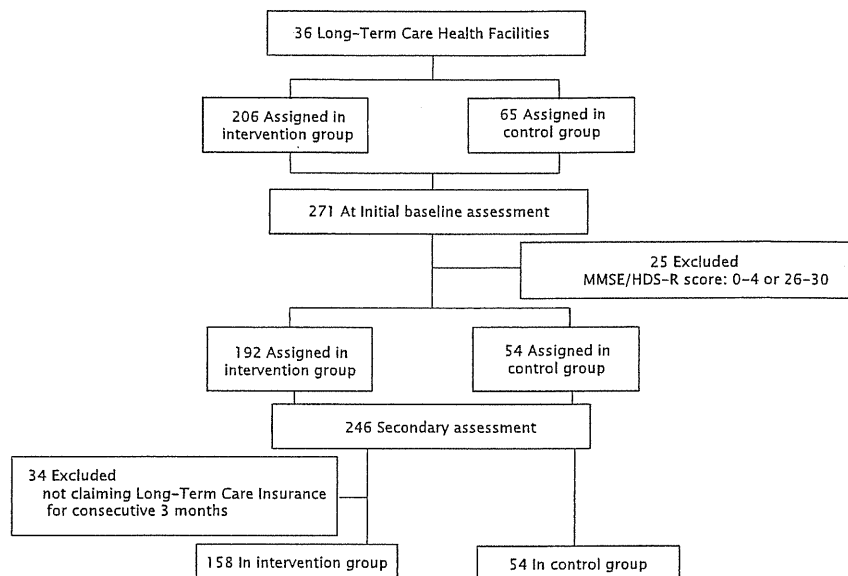 36 Long-Term Care Health Facilities
206 Assigned in
intervention group
65 Assigned in
control group
271 At Initial baseline assessment
25 Excluded
MMSE/HDS-R score: 0-4 or 26-30
192 Assigned in
intervention group
54 Assigned in
control group
246 Secondary assessment
34 Excluded
not claiming Long-Term Care Insurance
for consecutive 3 months
158 In intervention group
54 In control group